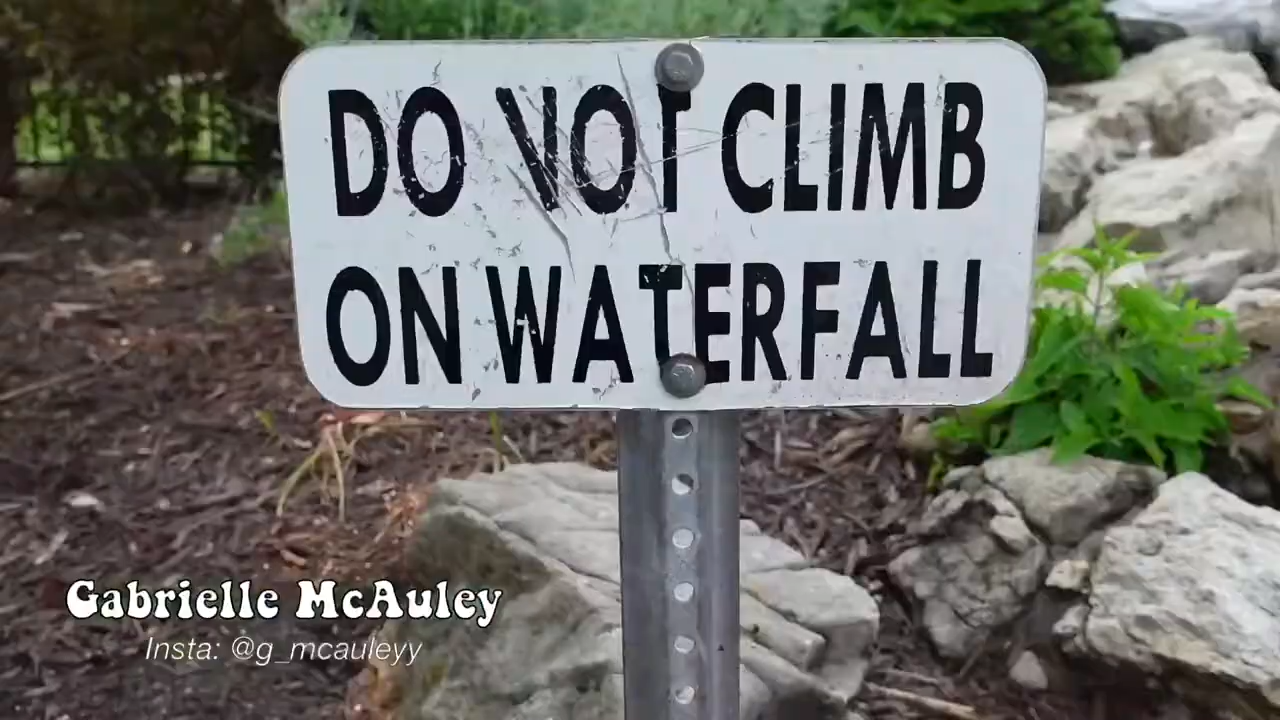 DO NOT CLIMB
ON WATERFALL
Gabrielle McAuley
Insta: @g_mcauleyy